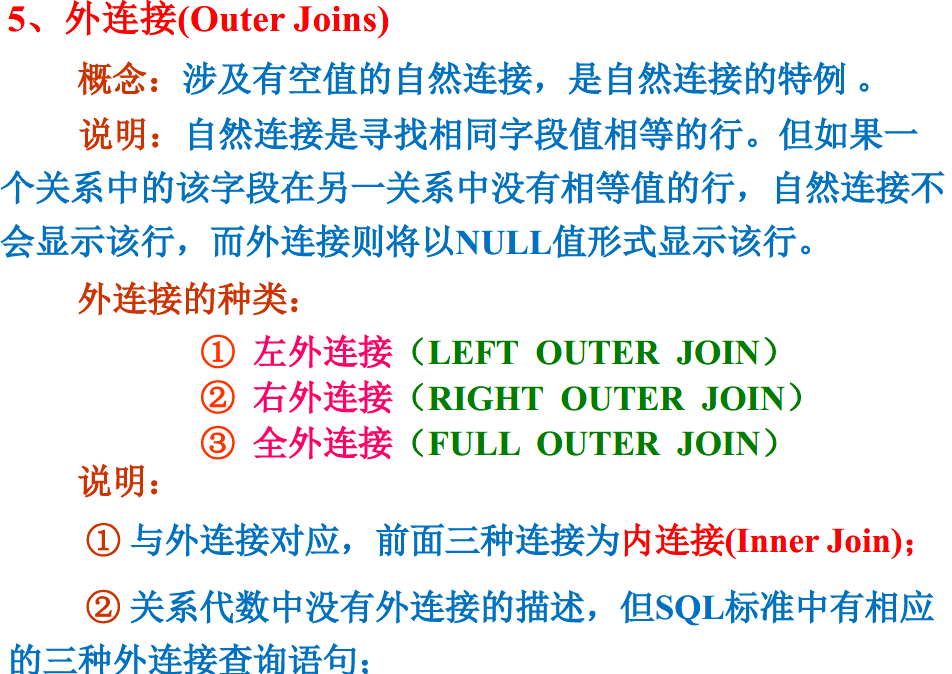 5、外连接(Outer Joins)
概念：涉及有空值的自然连接，是自然连接的特例 。
说明：自然连接是寻找相同字段值相等的行。但如果一
个关系中的该字段在另一关系中没有相等值的行，自然连接不
会显示该行，而外连接则将以NULL值形式显示该行。
外连接的种类：
① 左外连接（LEFT OUTER JOIN）
② 右外连接（RIGHT OUTER JOIN）
③ 全外连接（FULL OUTER JOIN）
说明：
① 与外连接对应，前面三种连接为内连接(Inner Join)；
② 关系代数中没有外连接的描述，但SQL标准中有相应
的三种外连接查询语句；